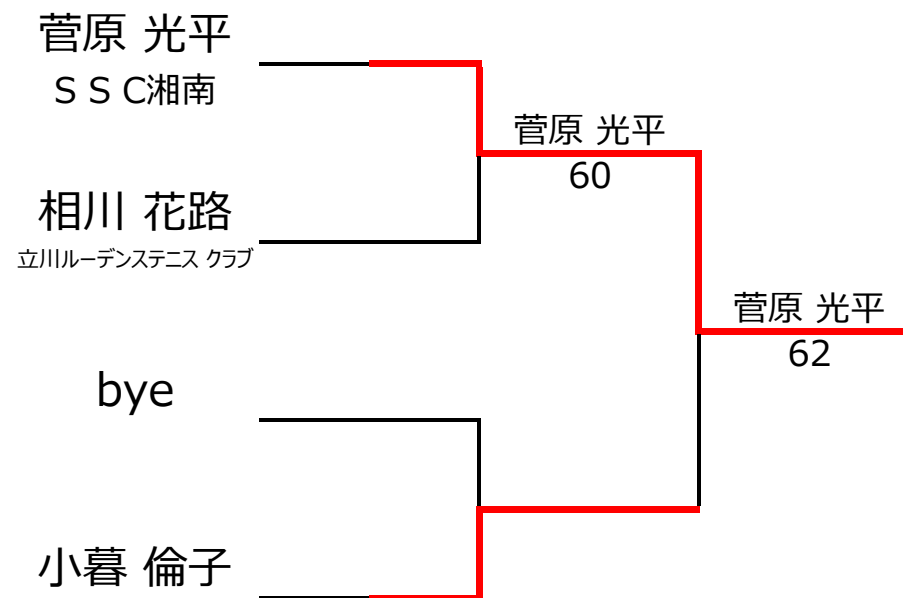 菅原 光平
ＳＳＣ湘南
菅原 光平
60
相川 花路
立川ルーデンステニス クラブ
菅原 光平
62
bye
小暮 倫子